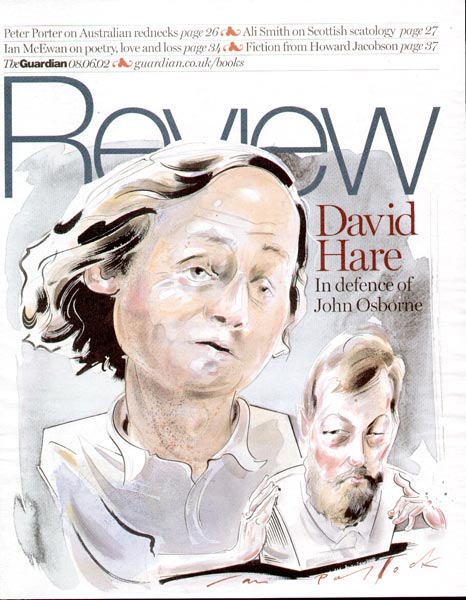 Peter Porter on Australian rednecks page 26 Ali Smith on Scottish scatology page 27
Ian McEwan on poetry, love and loss page 34 Fiction from Howard Jacobson page 37
The Guardian 08.06.02 guardian.co.uk/books
Review
David
Hare
In defence of
John Osborne
Ian Pollock